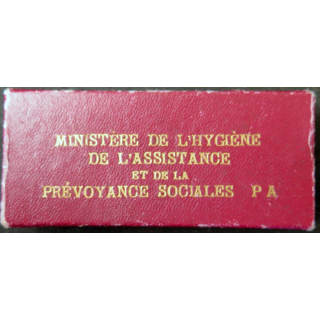 MINISTÈRE DE L'HYGIÈNE
DE L'ASSISTANCE
ET DE LA
PRÉVOYANCE SOCIALES P A